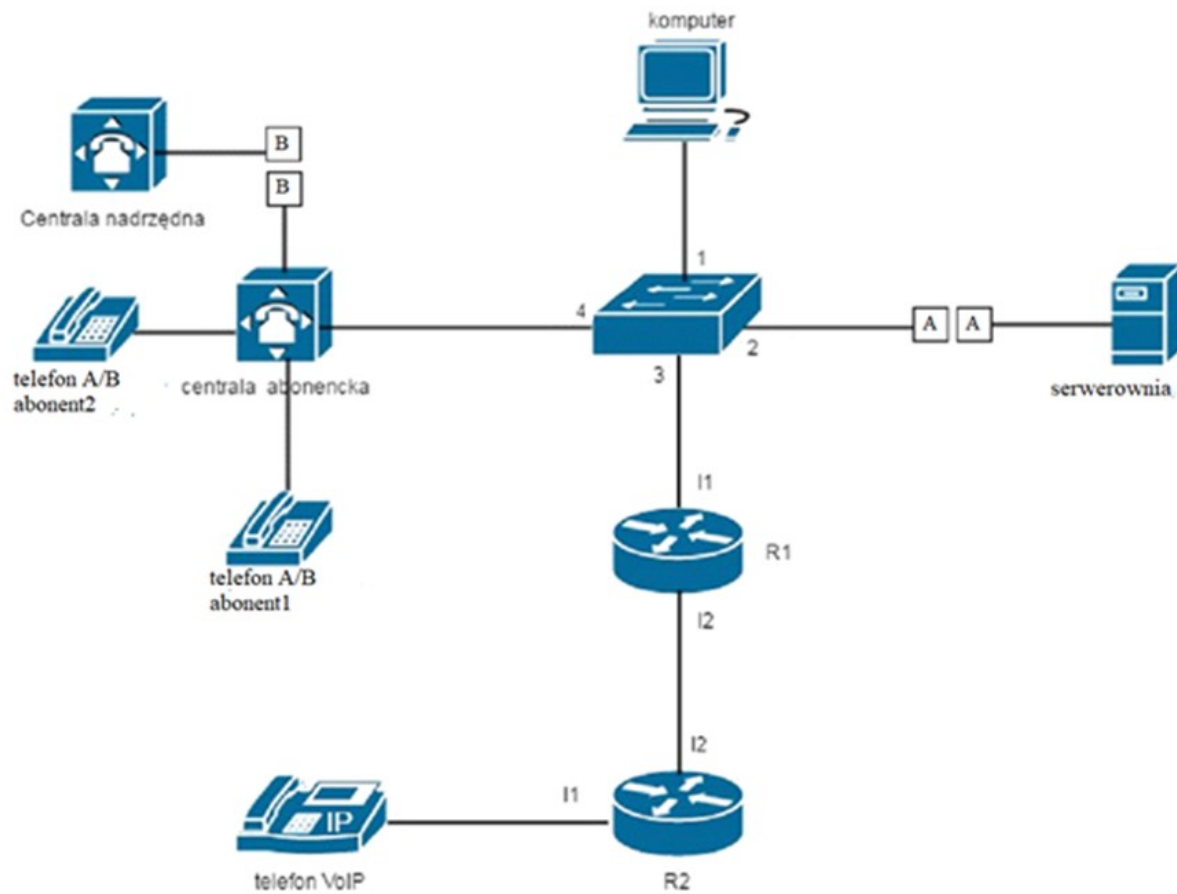 komputer
B
B
Centrala nadrzędna
1
4
A
A
2
telefon A/B
abonent2
centrala abonencka
3
serwerownia
I1
R1
telefon A/B
abonent1
I2
I2
I1
IP
telefon VoIP
R2